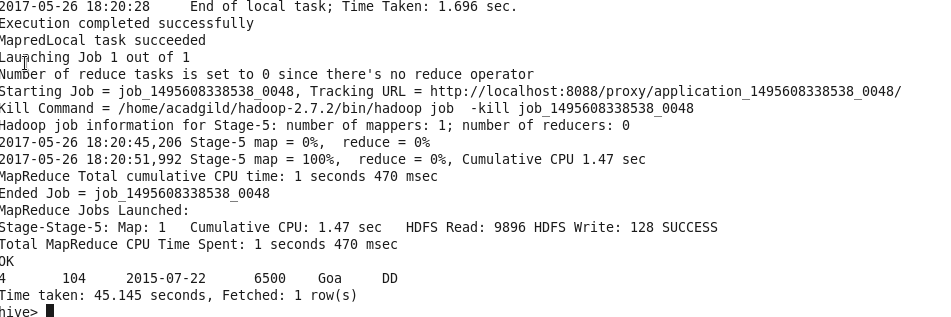 2017-05-26 18:20:28     End of local task; Time Taken: 1.696 sec.
Execution completed successfully
MapredLocal task succeeded
Launching Job 1 out of 1
Number of reduce tasks is set to 0 since there's no reduce operator
Starting Job = job_1495608338538_0048, Tracking URL = http://localhost:8088/proxy/application_1495608338538_0048/
Kill Command = /home/acadgild/hadoop-2.7.2/bin/hadoop job  -kill job_1495608338538_0048
Hadoop job information for Stage-5: number of mappers: 1; number of reducers: 0
2017-05-26 18:20:45,206 Stage-5 map = 0%,  reduce = 0%
2017-05-26 18:20:51,992 Stage-5 map = 100%,  reduce = 0%, Cumulative CPU 1.47 sec
MapReduce Total cumulative CPU time: 1 seconds 470 msec
Ended Job = job_1495608338538_0048
MapReduce Jobs Launched:
Stage-Stage-5: Map: 1   Cumulative CPU: 1.47 sec   HDFS Read: 9896 HDFS Write: 128 SUCCESS
Total MapReduce CPU Time Spent: 1 seconds 470 msec
OK
4       104     2015-07-22      6500    Goa     DD
Time taken: 45.145 seconds, Fetched: 1 row(s)
hive>